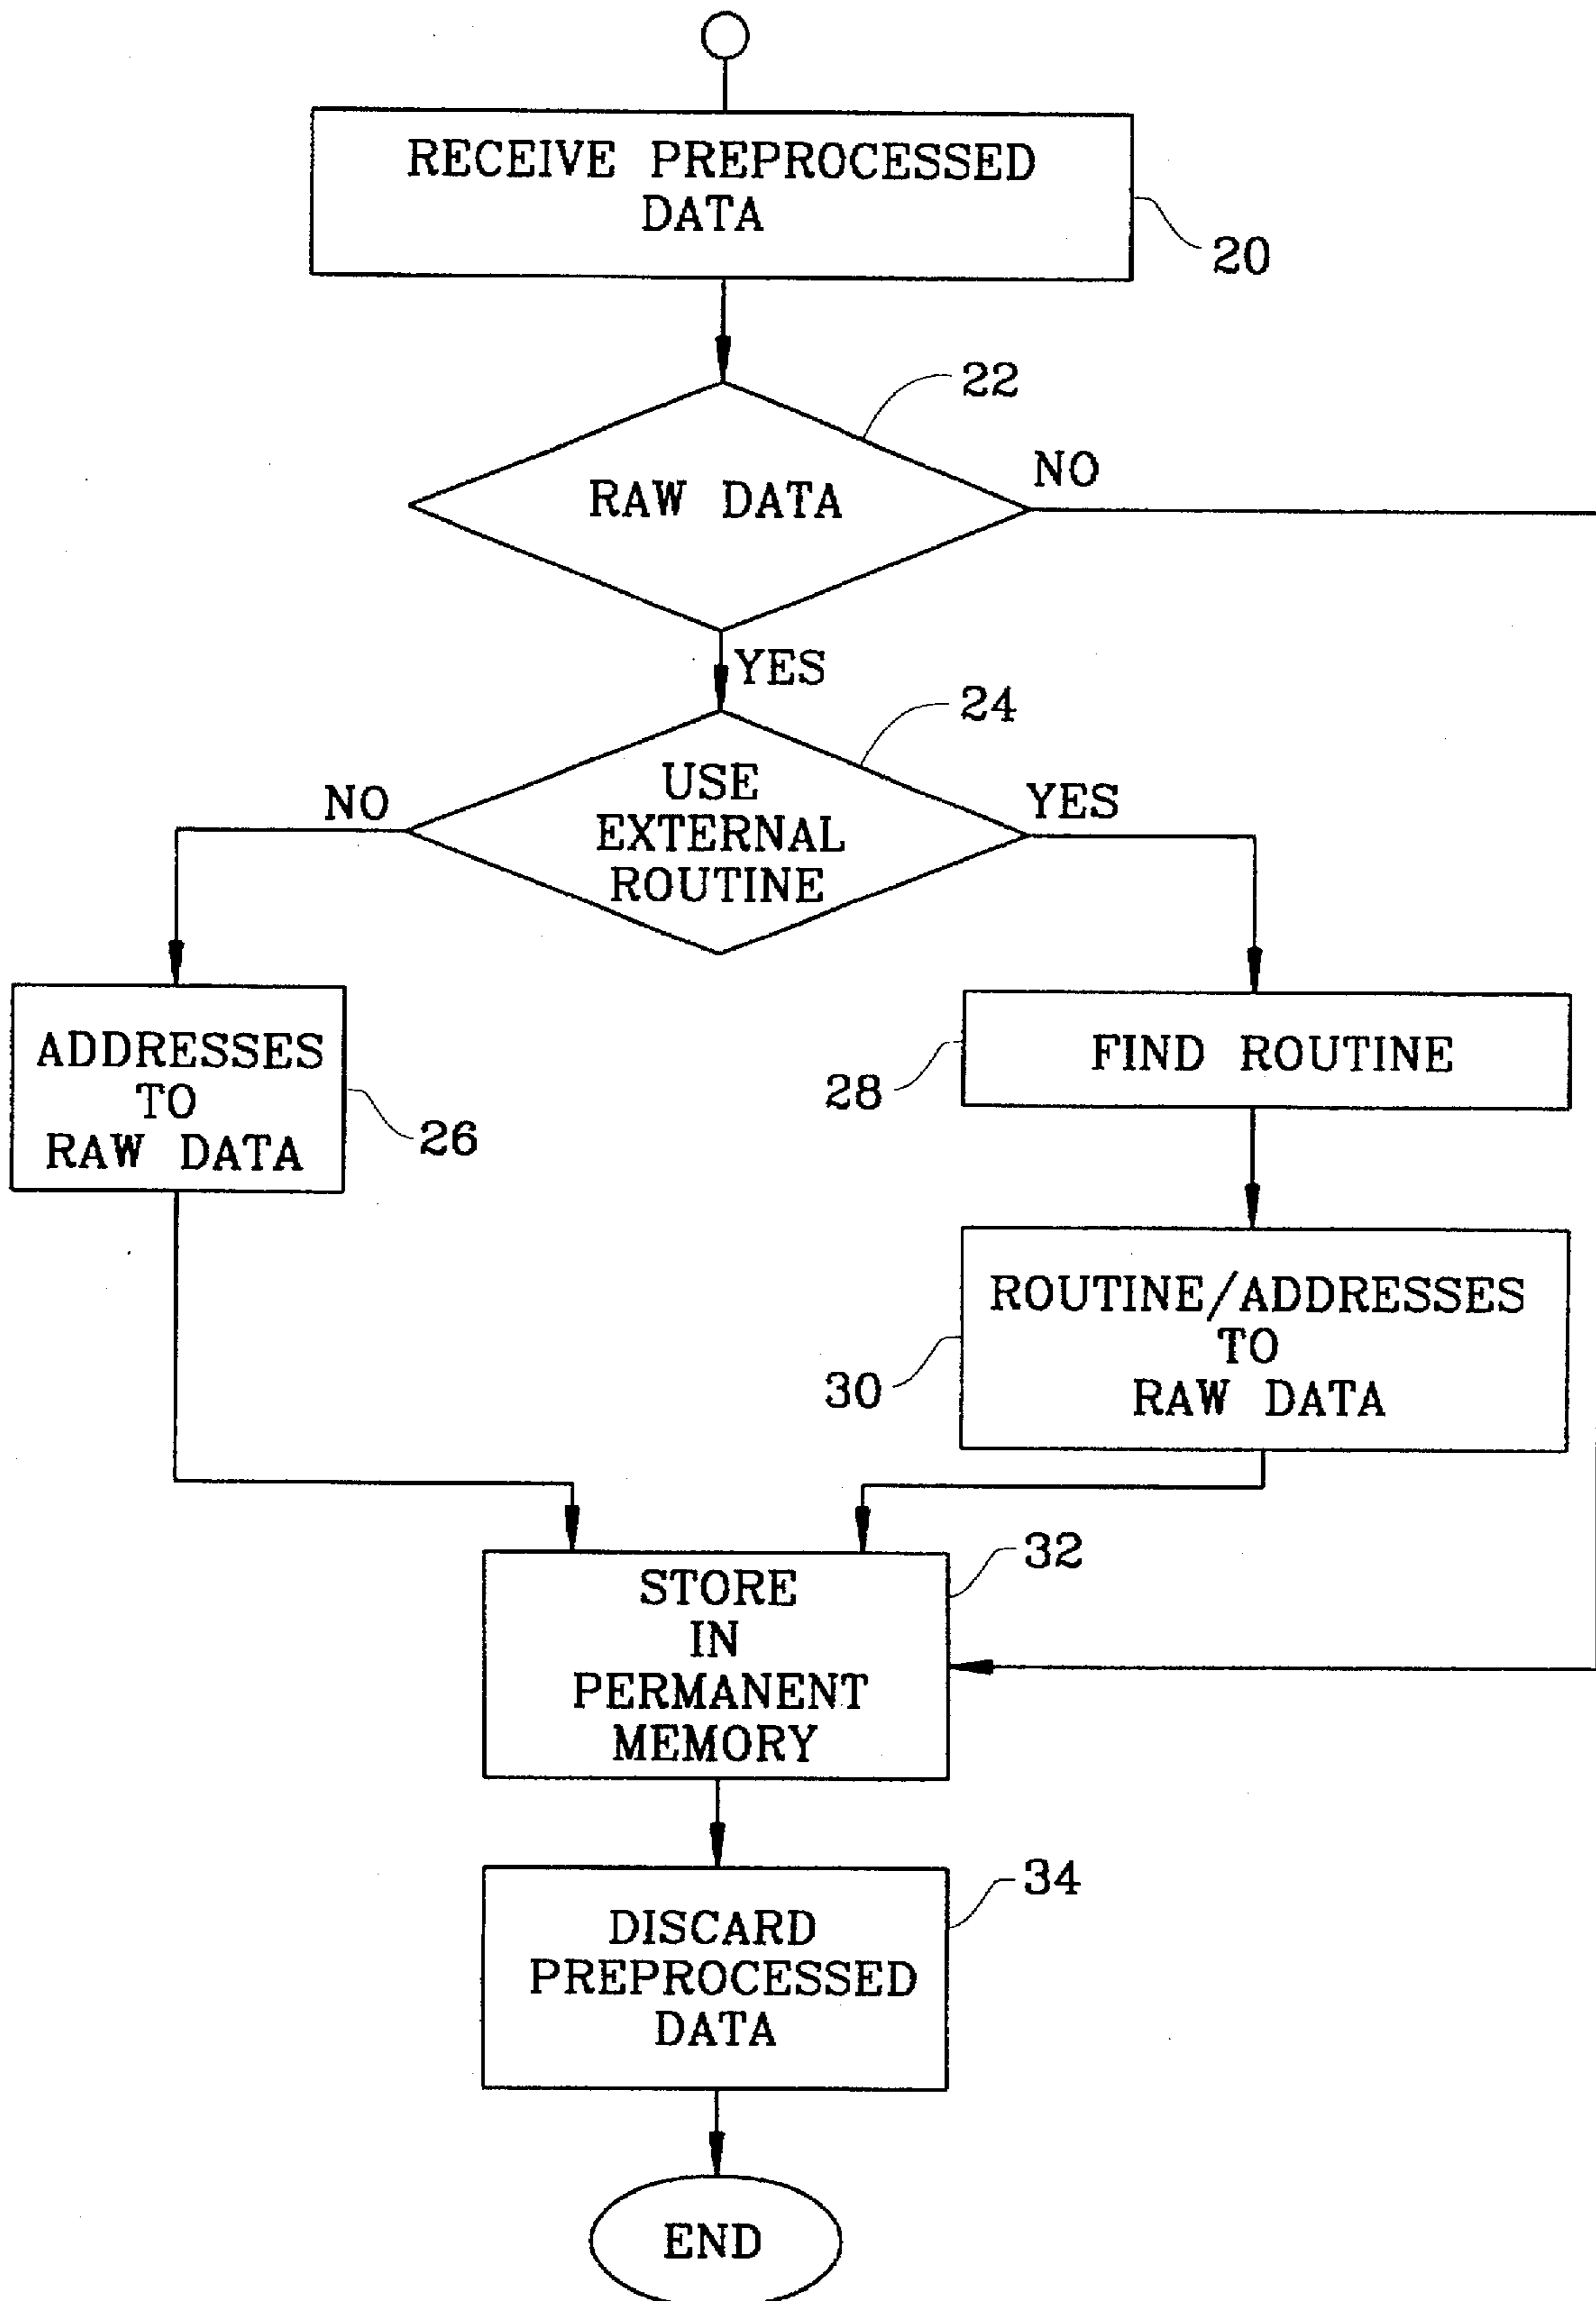 RECEIVE PREPROCESSED
DATA
20
22
RAW DATA
NO
YES
24
USE
EXTERNAL
ROUTINE
NO
YES
ADDRESSES
TO
RAW DATA
26
FIND ROUTINE
28
ROUTINE/ADDRESSES
TO
RAW DATA
30
STORE
IN
PERMANENT
MEMORY
32
DISCARD
PREPROCESSED
DATA
34
END